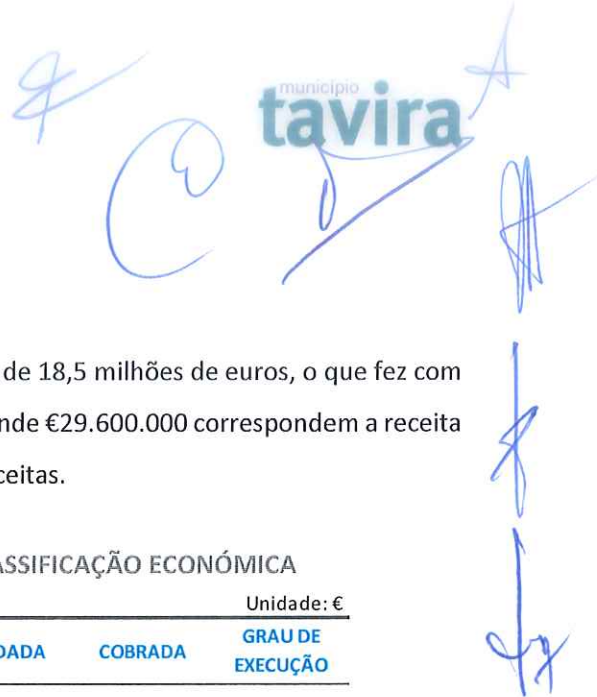 município
tavira
de 18,5 milhões de euros, o que fez com
nde €29.600.000 correspondem a receita
ceitas.
ASSIFICAÇÃO ECONÓMICA
Unidade: €
DADA COBRADA GRAU DE
EXECUÇÃO